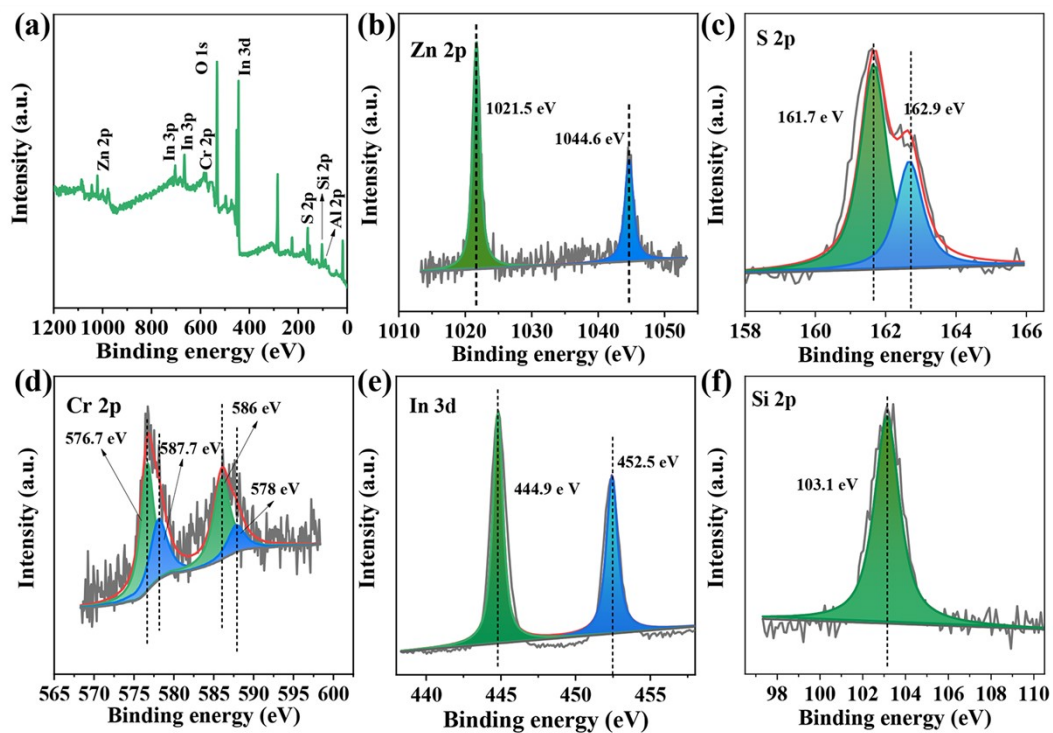 (a)
Intensity (a.u.)
Zn 2p
In 3p
In 3p
Cr 2p
O 1s
In 3d
S 2p
Si 2p
Al 2p
1200 1000 800 600 400 200 0
Binding energy (eV)
(b)
Intensity (a.u.)
Zn 2p
1021.5 eV
1044.6 eV
1010 1020 1030 1040 1050
Binding energy (eV)
(c)
Intensity (a.u.)
S 2p
161.7 eV
162.9 eV
158 160 162 164 166
Binding energy (eV)
(d)
Intensity (a.u.)
Cr 2p
576.7 eV
587.7 eV
586 eV
578 eV
565 570 575 580 585 590 595 600
Binding energy (eV)
(e)
Intensity (a.u.)
In 3d
444.9 e V
452.5 eV
440 445 450 455
Binding energy (eV)
(f)
Intensity (a.u.)
Si 2p
103.1 eV
98 100 102 104 106 108 110
Binding energy (eV)